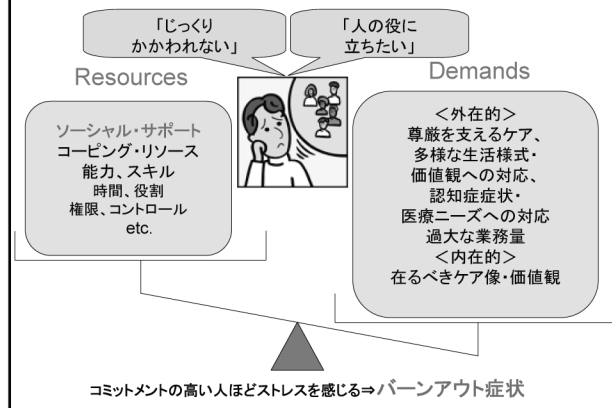 「じっくり
かかわれない」
「人の役に
立ちたい」
Resources
Demands
ソーシャル・サポート
コーピング・リソース
能力、スキル
時間、役割
権限、コントロール
etc.
＜外在的＞
尊厳を支えるケア、
多様な生活様式・
価値観への対応、
認知症症状・
医療ニーズへの対応
過大な業務量
＜内在的＞
在るべきケア像・価値観
コミットメントの高い人ほどストレスを感じる⇒バーンアウト症状